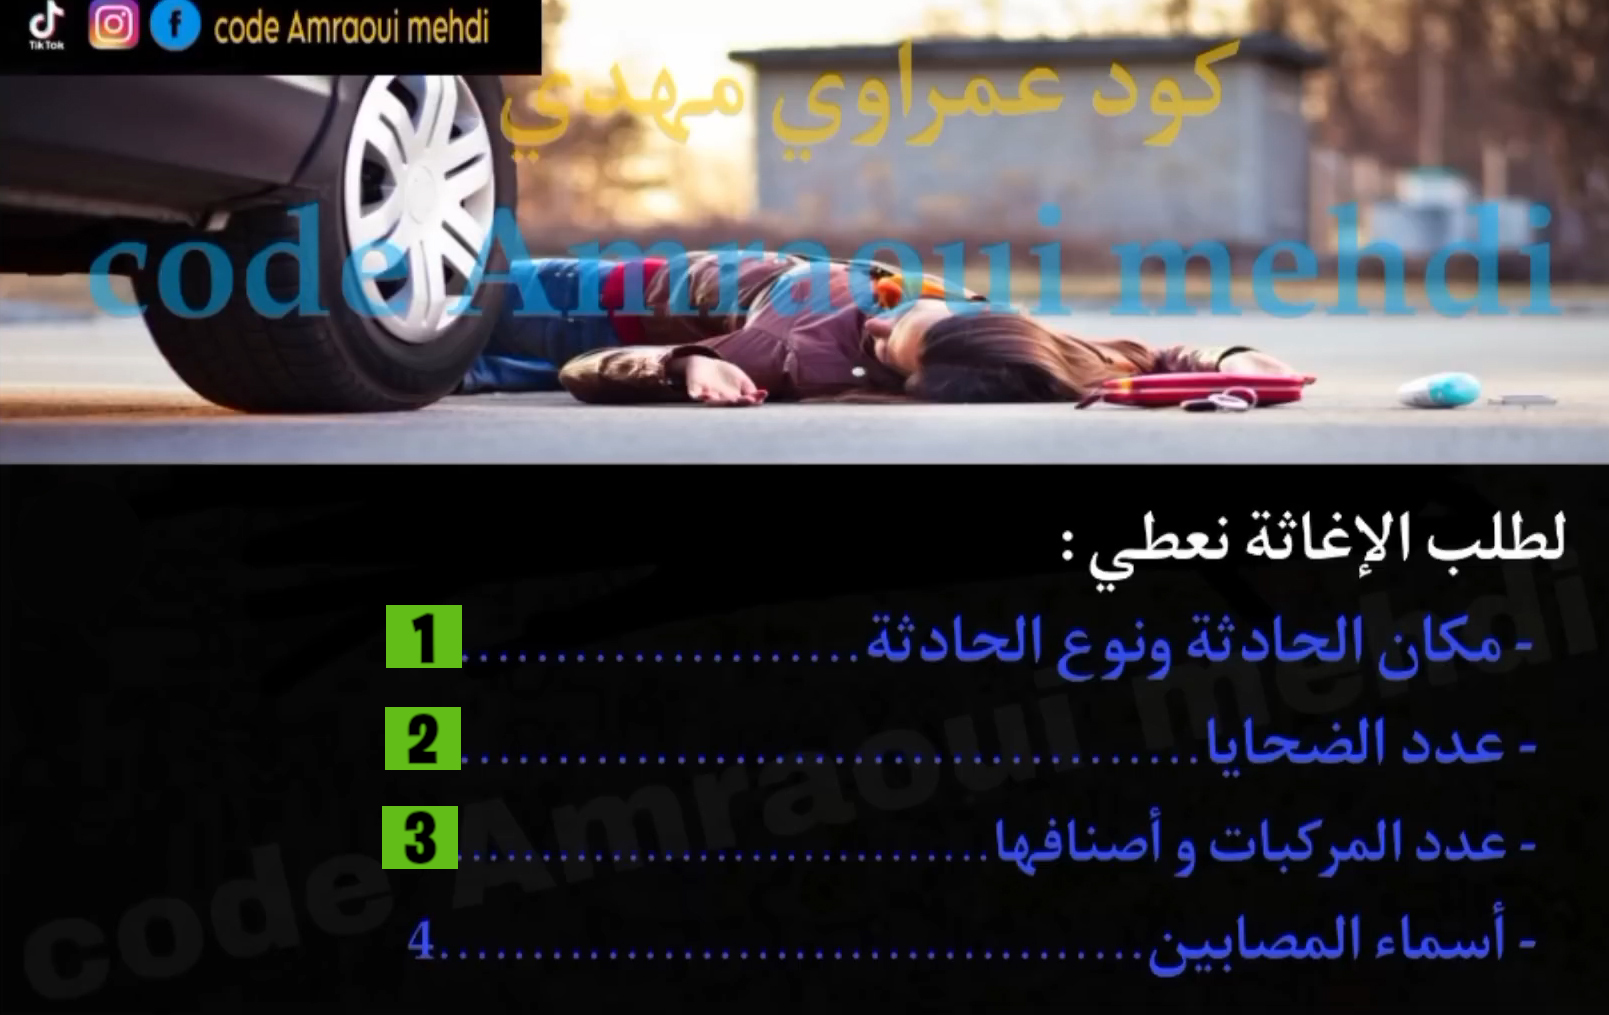 TikTok code Amraoui mehdi
كود عمراوي مهدي
code Amraoui mehdi
لطلب الإغاثة نعطي :
- مكان الحادثة ونوع الحادثة.....................1
- عدد الضحايا.......................................2
- عدد المركبات و أصنافها............................3
- أسماء المصابين.....................................4
code Amraoui mehdi